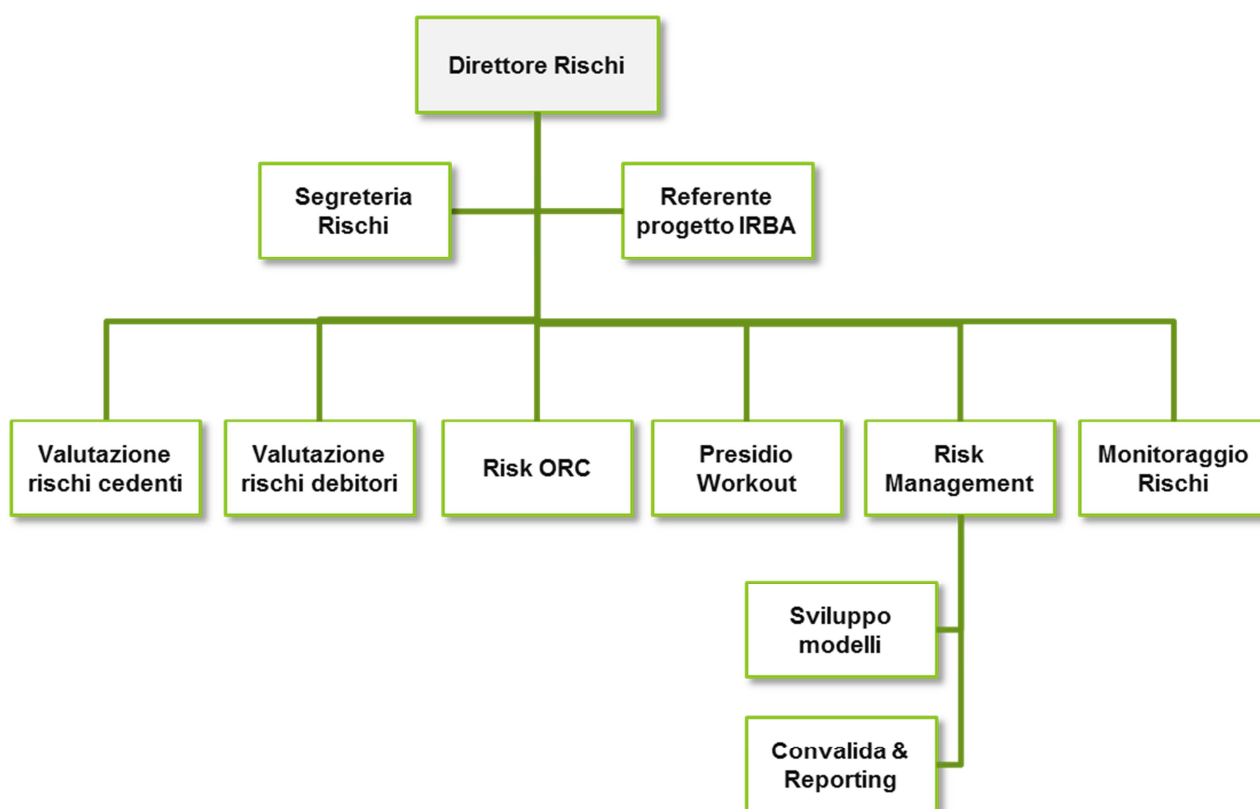 Direttore Rischi
Segreteria
Rischi
Referente
progetto IRBA
Valutazione
rischi cedenti
Valutazione
rischi debitori
Risk ORC
Presidio
Workout
Risk
Management
Monitoraggio
Rischi
Sviluppo
modelli
Convalida &
Reporting